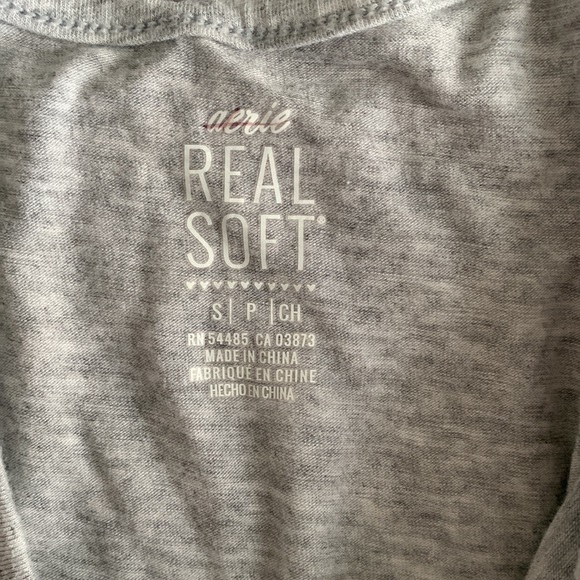 aerie
REAL
SOFT®
S | P | CH
RN 54485 CA 03873
MADE IN CHINA
FABRIQUÉ EN CHINE
HECHO EN CHINA